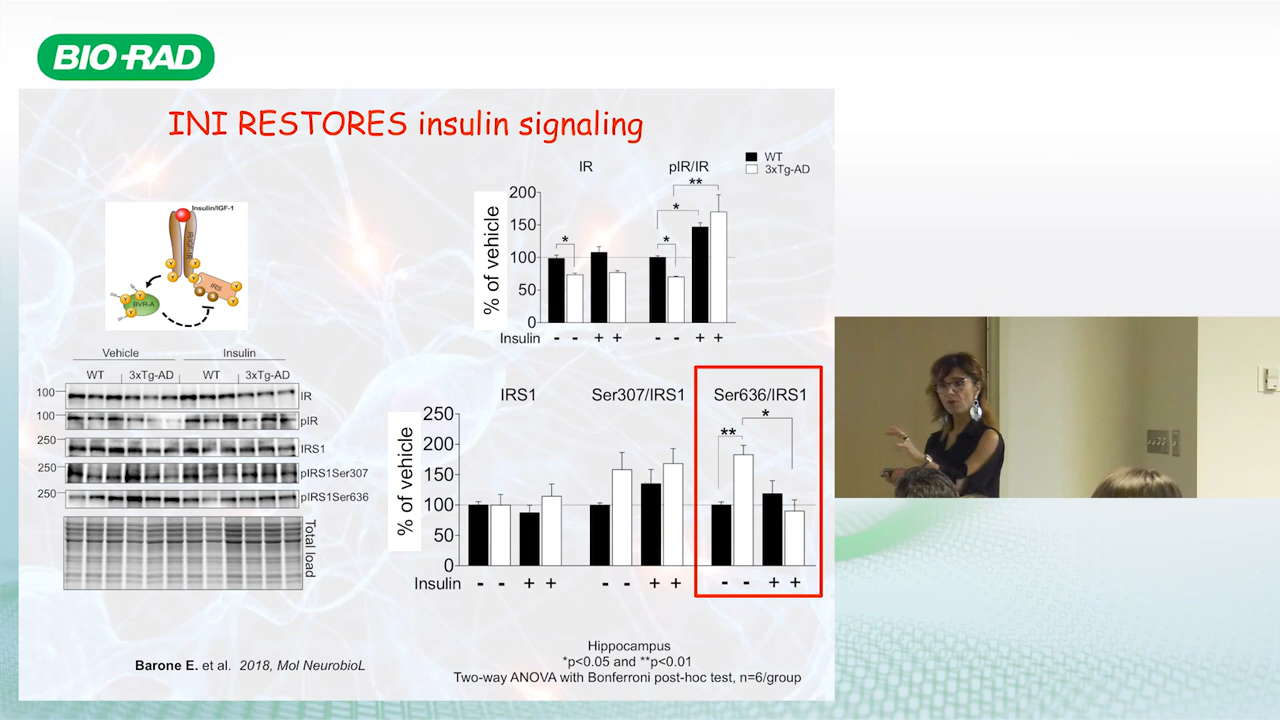 BIO-RAD
INI RESTORES insulin signaling
Insulin/IGF-1
IRS
BVR-A
Y Y Y Y Y Y Y
Vehicle Insulin
WT 3xTg-AD WT 3xTg-AD
100 IR
100 pIR
250 IRS1
250 pIRS1Ser307
250 pIRS1Ser636
Total load
WT
3xTg-AD
IR pIR/IR
% of vehicle
200
150
100
50
0
* * * **
Insulin - - + + - - + +
IRS1 Ser307/IRS1 Ser636/IRS1
% of vehicle
250
200
150
100
50
0
** *
Insulin - - + + - - + + - - + +
Hippocampus
*p<0.05 and **p<0.01
Two-way ANOVA with Bonferroni post-hoc test, n=6/group
Barone E. et al. 2018, Mol NeurobioL